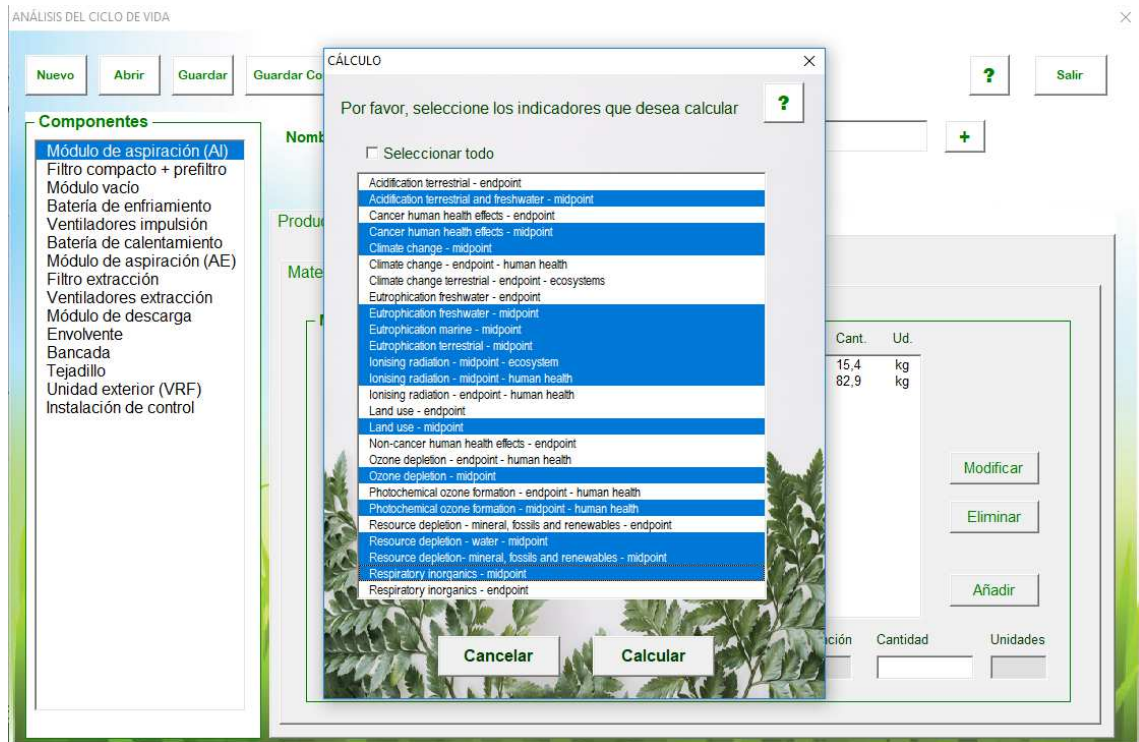 ANÁLISIS DEL CICLO DE VIDA
Nuevo
Abrir
Guardar
Guardar Co
?
Salir
Componentes
Módulo de aspiración (AI)
Filtro compacto + prefiltro
Módulo vacío
Batería de enfriamiento
Ventiladores impulsión
Batería de calentamiento
Módulo de aspiración (AE)
Filtro extracción
Ventiladores extracción
Módulo de descarga
Envolvente
Bancada
Tejadillo
Unidad exterior (VRF)
Instalación de control
Nomb
+
Produ
Mate
CÁLCULO
Por favor, seleccione los indicadores que desea calcular
?
Seleccionar todo
Acidification terrestrial - endpoint
Acidification terrestrial and freshwater - midpoint
Cancer human health effects - endpoint
Cancer human health effects - midpoint
Climate change - midpoint
Climate change - endpoint - human health
Climate change terrestrial - endpoint - ecosystems
Eutrophication freshwater - endpoint
Eutrophication freshwater - midpoint
Eutrophication marine - midpoint
Eutrophication terrestrial - midpoint
Ionising radiation - midpoint - ecosystem
Ionising radiation - midpoint - human health
Ionising radiation - endpoint - human health
Land use - endpoint
Land use - midpoint
Non-cancer human health effects - endpoint
Ozone depletion - endpoint - human health
Ozone depletion - midpoint
Photochemical ozone formation - endpoint - human health
Photochemical ozone formation - midpoint - human health
Resource depletion - mineral, fossils and renewables - endpoint
Resource depletion - water - midpoint
Resource depletion- mineral, fossils and renewables - midpoint
Respiratory inorganics - midpoint
Respiratory inorganics - endpoint
Cancelar
Calcular
Cant. Ud.
15,4 kg
82,9 kg
Modificar
Eliminar
Añadir
ción Cantidad Unidades